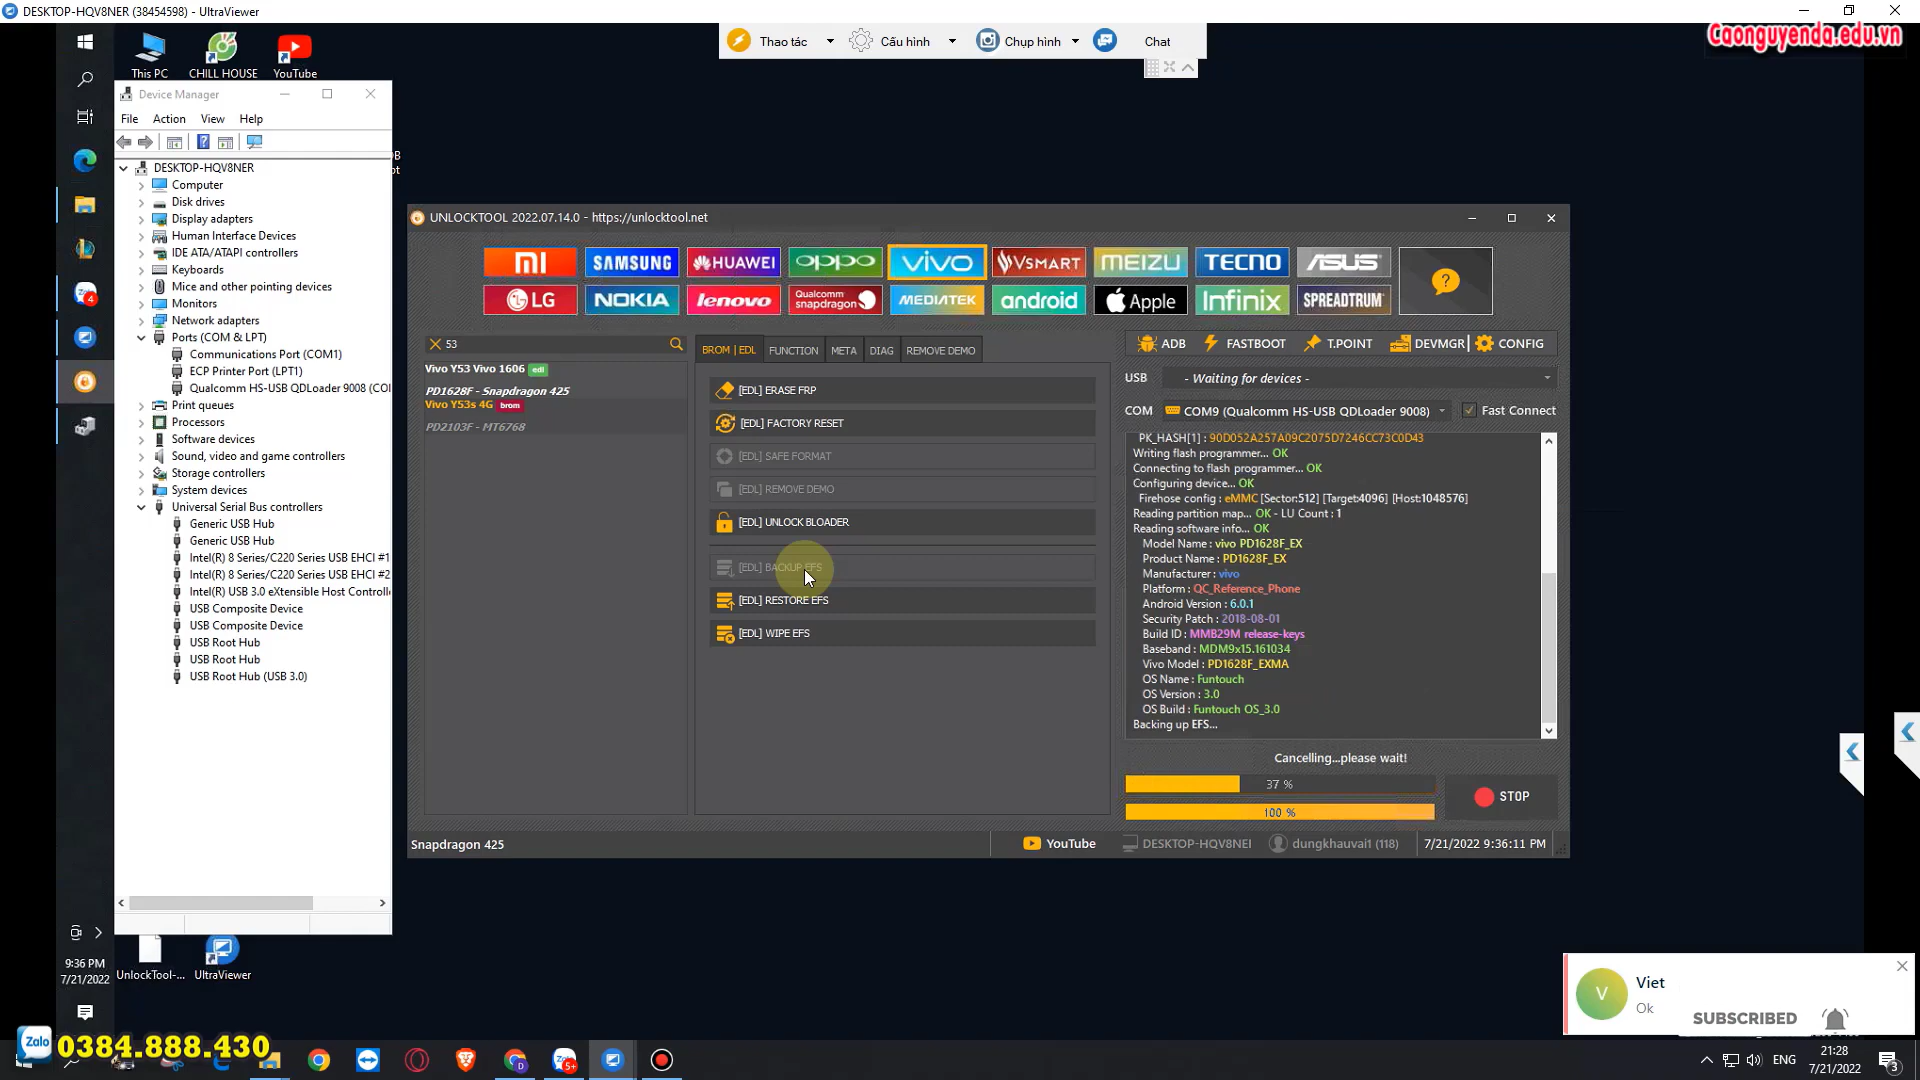 DESKTOP-HQV8NER (38454598) - UltraViewer
Caonguyenda.edu.vn
Thao tác
Cấu hình
Chụp hình
Chat
This PC
CHILL HOUSE
YouTube
Device Manager
File
Action
View
Help
DESKTOP-HQV8NER
Computer
Disk drives
Display adapters
Human Interface Devices
IDE ATA/ATAPI controllers
Keyboards
Mice and other pointing devices
Monitors
Network adapters
Ports (COM & LPT)
Communications Port (COM1)
ECP Printer Port (LPT1)
Qualcomm HS-USB QDLoader 9008 (CO
Print queues
Processors
Software devices
Sound, video and game controllers
Storage controllers
System devices
Universal Serial Bus controllers
Generic USB Hub
Generic USB Hub
Intel(R) 8 Series/C220 Series USB EHCI #1
Intel(R) 8 Series/C220 Series USB EHCI #2
Intel(R) USB 3.0 eXtensible Host Controll
USB Composite Device
USB Composite Device
USB Root Hub
USB Root Hub
USB Root Hub (USB 3.0)
UNLOCKTOOL 2022.07.14.0 - https://unlocktool.net
mi
SAMSUNG
HUAWEI
oppo
vivo
VSMART
MEIZU
TECNO
ASUS
LG
NOKIA
lenovo
Qualcomm snapdragon
MEDIATEK
android
Apple
Infinix
SPREADTRUM
?
53
Vivo Y53 Vivo 1606 edl
PD1628F - Snapdragon 425
Vivo Y53s 4G brom
PD2103F - MT6768
BROM | EDL
FUNCTION
META
DIAG
REMOVE DEMO
[EDL] ERASE FRP
[EDL] FACTORY RESET
[EDL] SAFE FORMAT
[EDL] REMOVE DEMO
[EDL] UNLOCK BLOADER
[EDL] BACKUP EFS
[EDL] RESTORE EFS
[EDL] WIPE EFS
ADB
FASTBOOT
T.POINT
DEVMGR
CONFIG
USB
- Waiting for devices -
COM
COM9 (Qualcomm HS-USB QDLoader 9008)
Fast Connect
PK_HASH[1] : 90D052A257A09C2075D7246CC73C0D43
Writing flash programmer... OK
Connecting to flash programmer... OK
Configuring device... OK
Firehose config : eMMC [Sector:512] [Target:4096] [Host:1048576]
Reading partition map... OK - LU Count : 1
Reading software info... OK
Model Name : vivo PD1628F_EX
Product Name : PD1628F_EX
Manufacturer : vivo
Platform : QC_Reference_Phone
Android Version : 6.0.1
Security Patch : 2018-08-01
Build ID : MMB29M release-keys
Baseband : MDM9x15.161034
Vivo Model : PD1628F_EXMA
OS Name : Funtouch
OS Version : 3.0
OS Build : Funtouch OS_3.0
Backing up EFS...
Cancelling...please wait!
37 %
100 %
STOP
Snapdragon 425
YouTube
DESKTOP-HQV8NEI
dungkhauvai1 (118)
7/21/2022 9:36:11 PM
9:36 PM
7/21/2022
UnlockTool-...
UltraViewer
V
Viet
Ok
SUBSCRIBED
Zalo
0384.888.430
ENG
21:28
7/21/2022